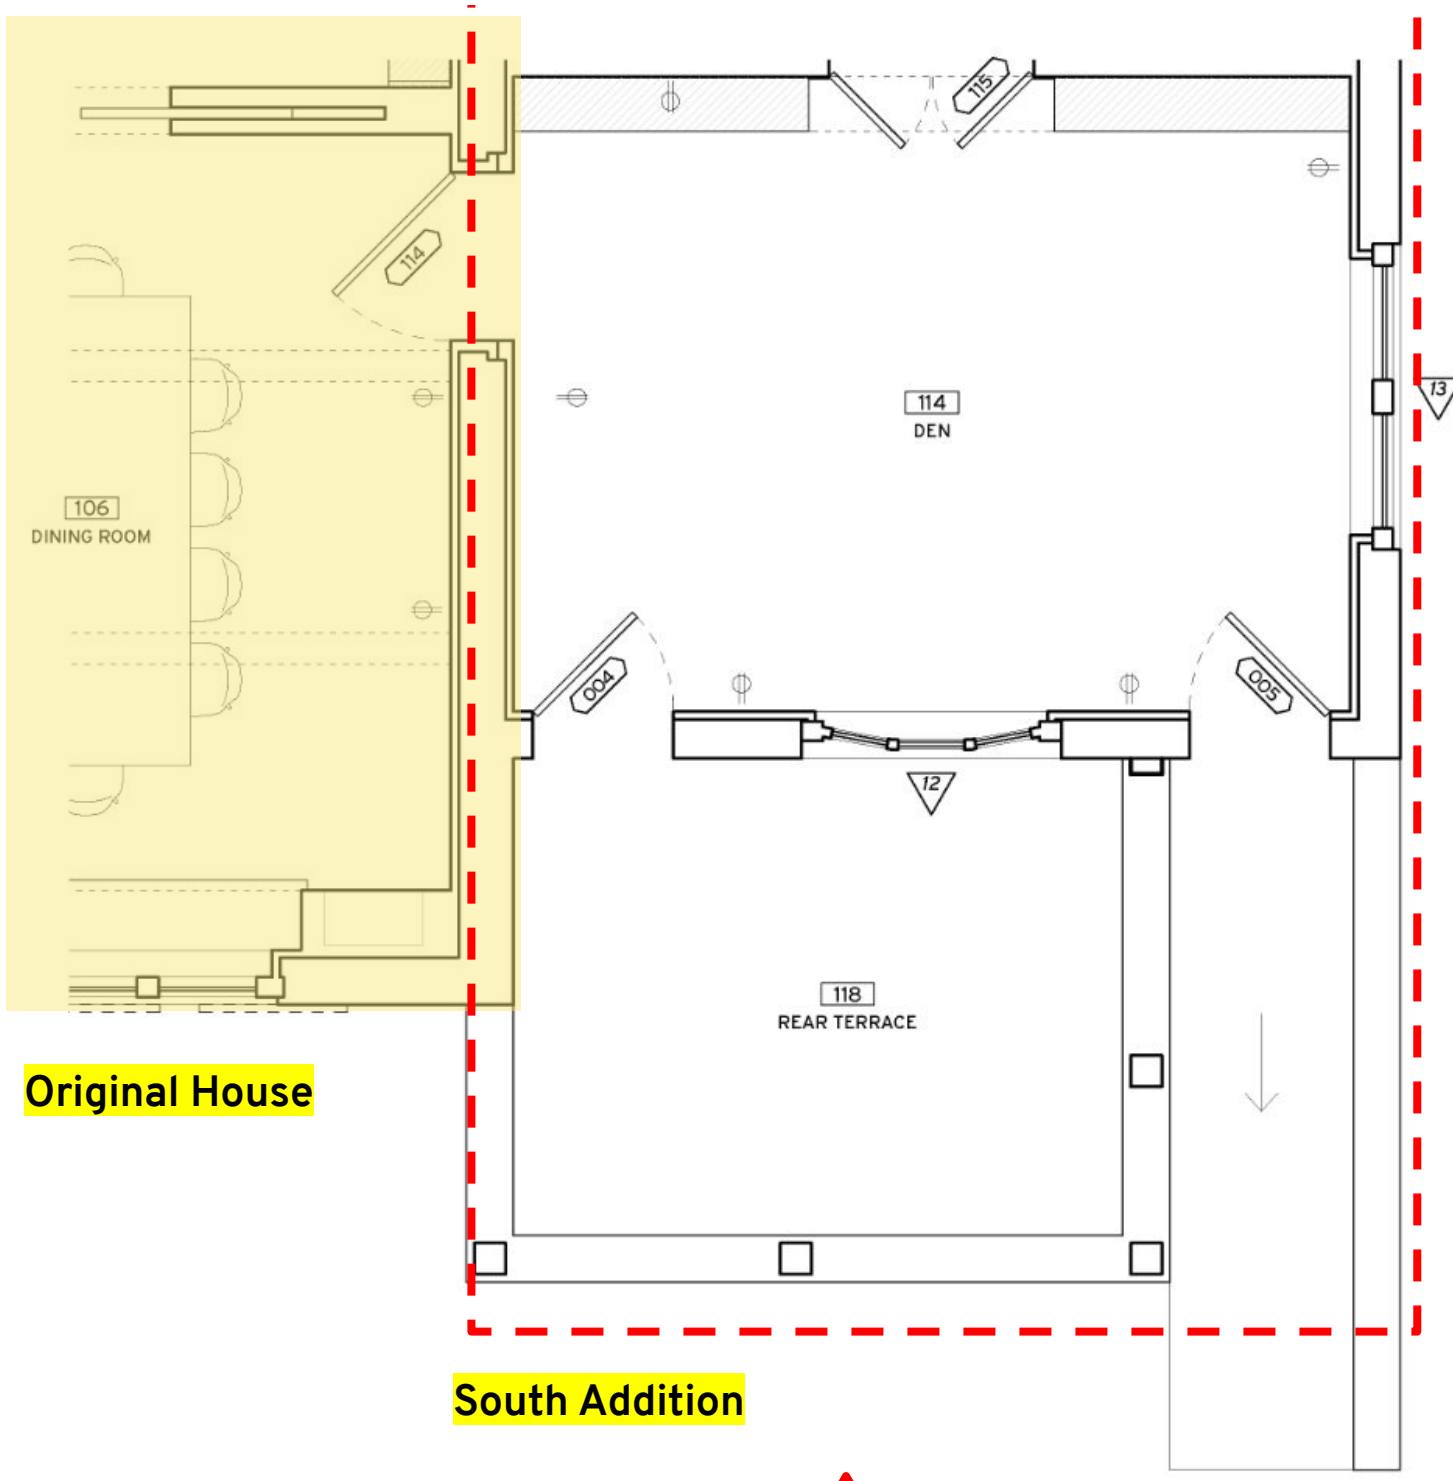 115
114
114
DEN
13
106
DINING ROOM
004
005
12
118
REAR TERRACE
Original House
South Addition